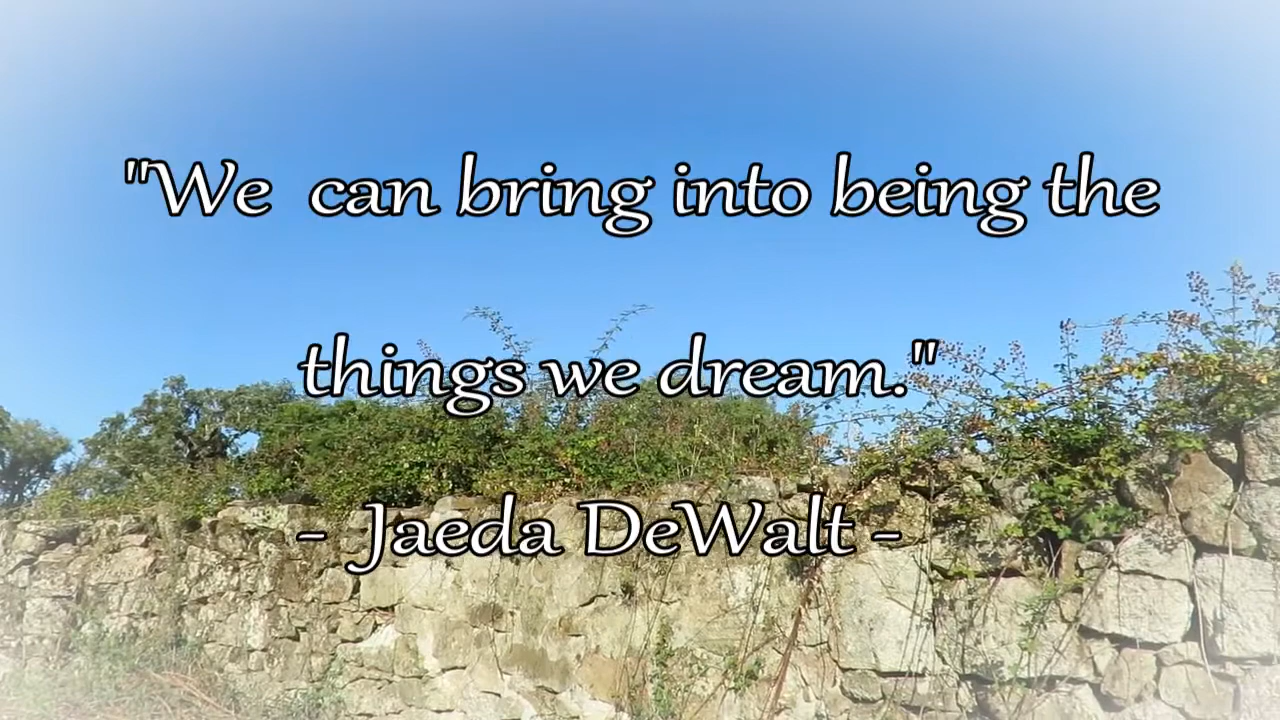 "We  can bring into being the
things we dream."
- Jaeda DeWalt -